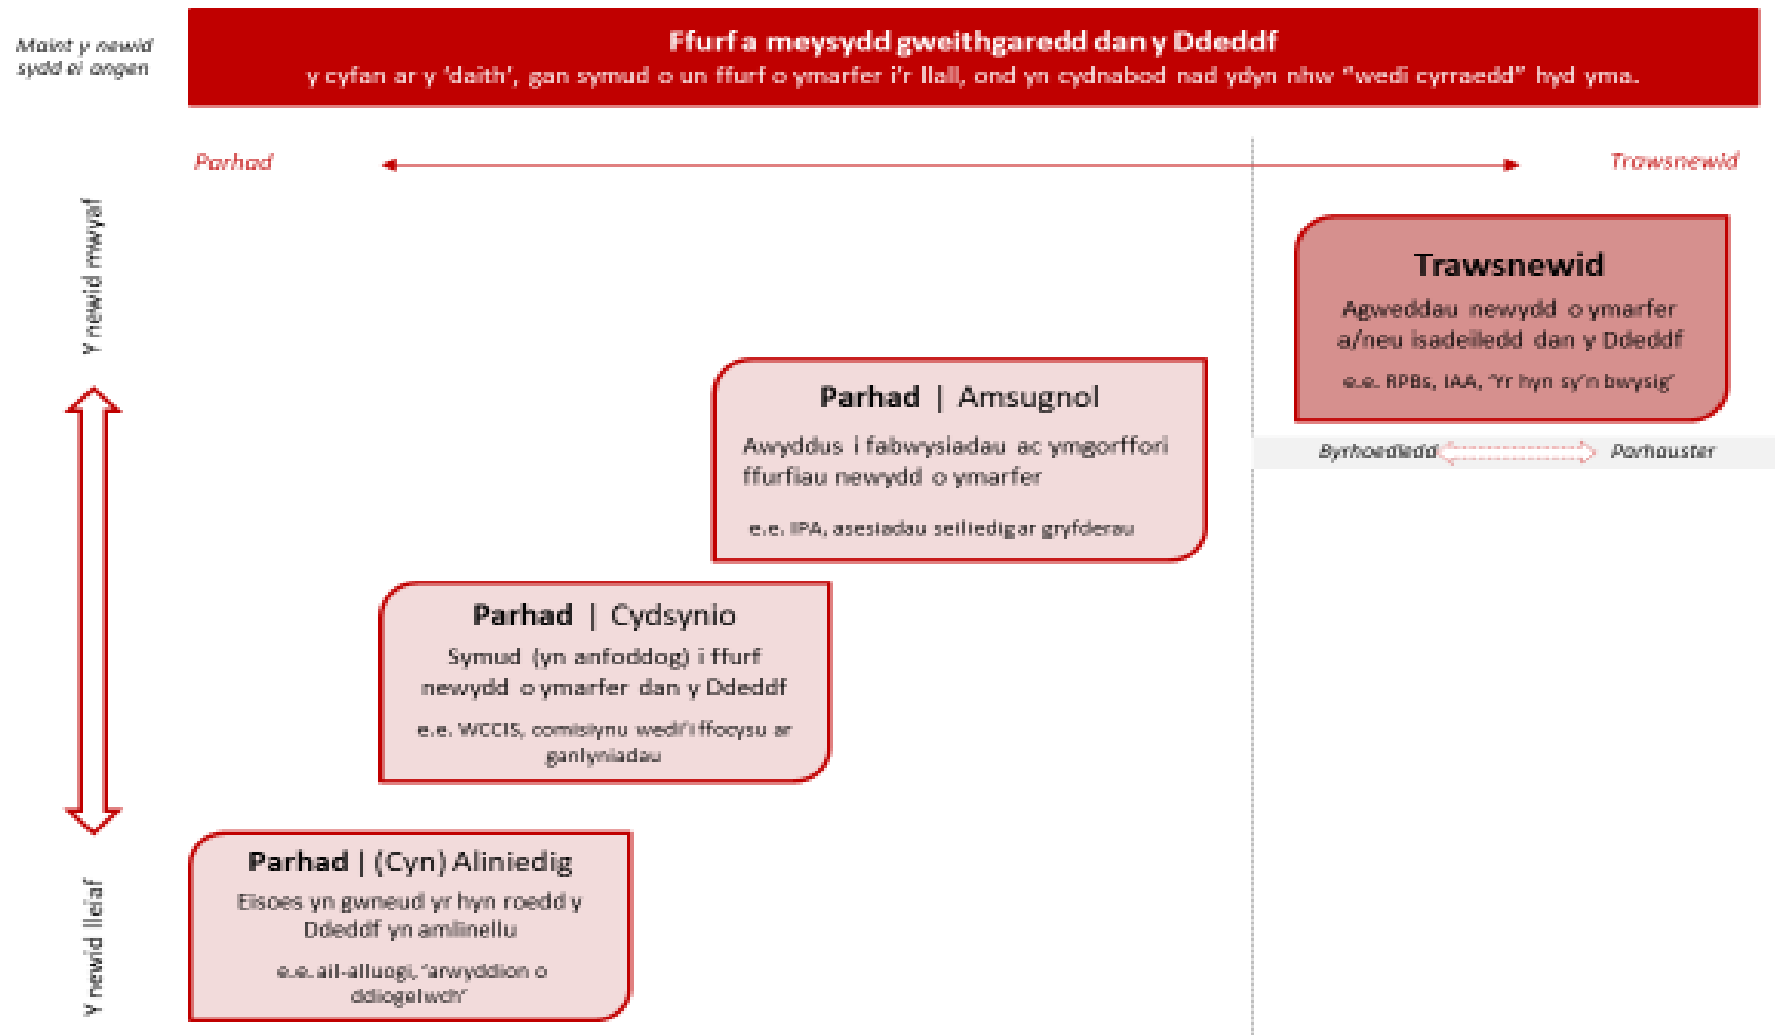 Maint y newid
sydd ei angen
Ffurf a meysydd gweithgaredd dan y Ddeddf
y cyfan ar y ‘daith’, gan symud o un ffurf o ymarfer i’r llall, ond yn cydnabod nad ydyn nhw “wedi cyrraedd” hyd yma.
Parhad
Trawsnewid
Y newid mwyaf
Trawsnewid
Agweddau newydd o ymarfer
a/neu isadeiledd dan y Ddeddf
e.e. RPBs, IAA, ‘Yr hyn sy’n bwysig’
Byrhoedledd
Parhauster
Parhad | Amsugnol
Awyddus i fabwysiadau ac ymgorffori
ffurfiau newydd o ymarfer
e.e. IPA, asesiadau seiliedig ar gryfderau
Parhad | Cydsynio
Symud (yn anfoddog) i ffurf
newydd o ymarfer dan y Ddeddf
e.e. WCCIS, comisiynu wedi’i ffocysu ar
ganlyniadau
Parhad | (Cyn) Aliniedig
Eisoes yn gwneud yr hyn roedd y
Ddeddf yn amlinellu
e.e. ail-alluogi, ‘arwyddion o
ddiogelwch’
Y newid lleiaf